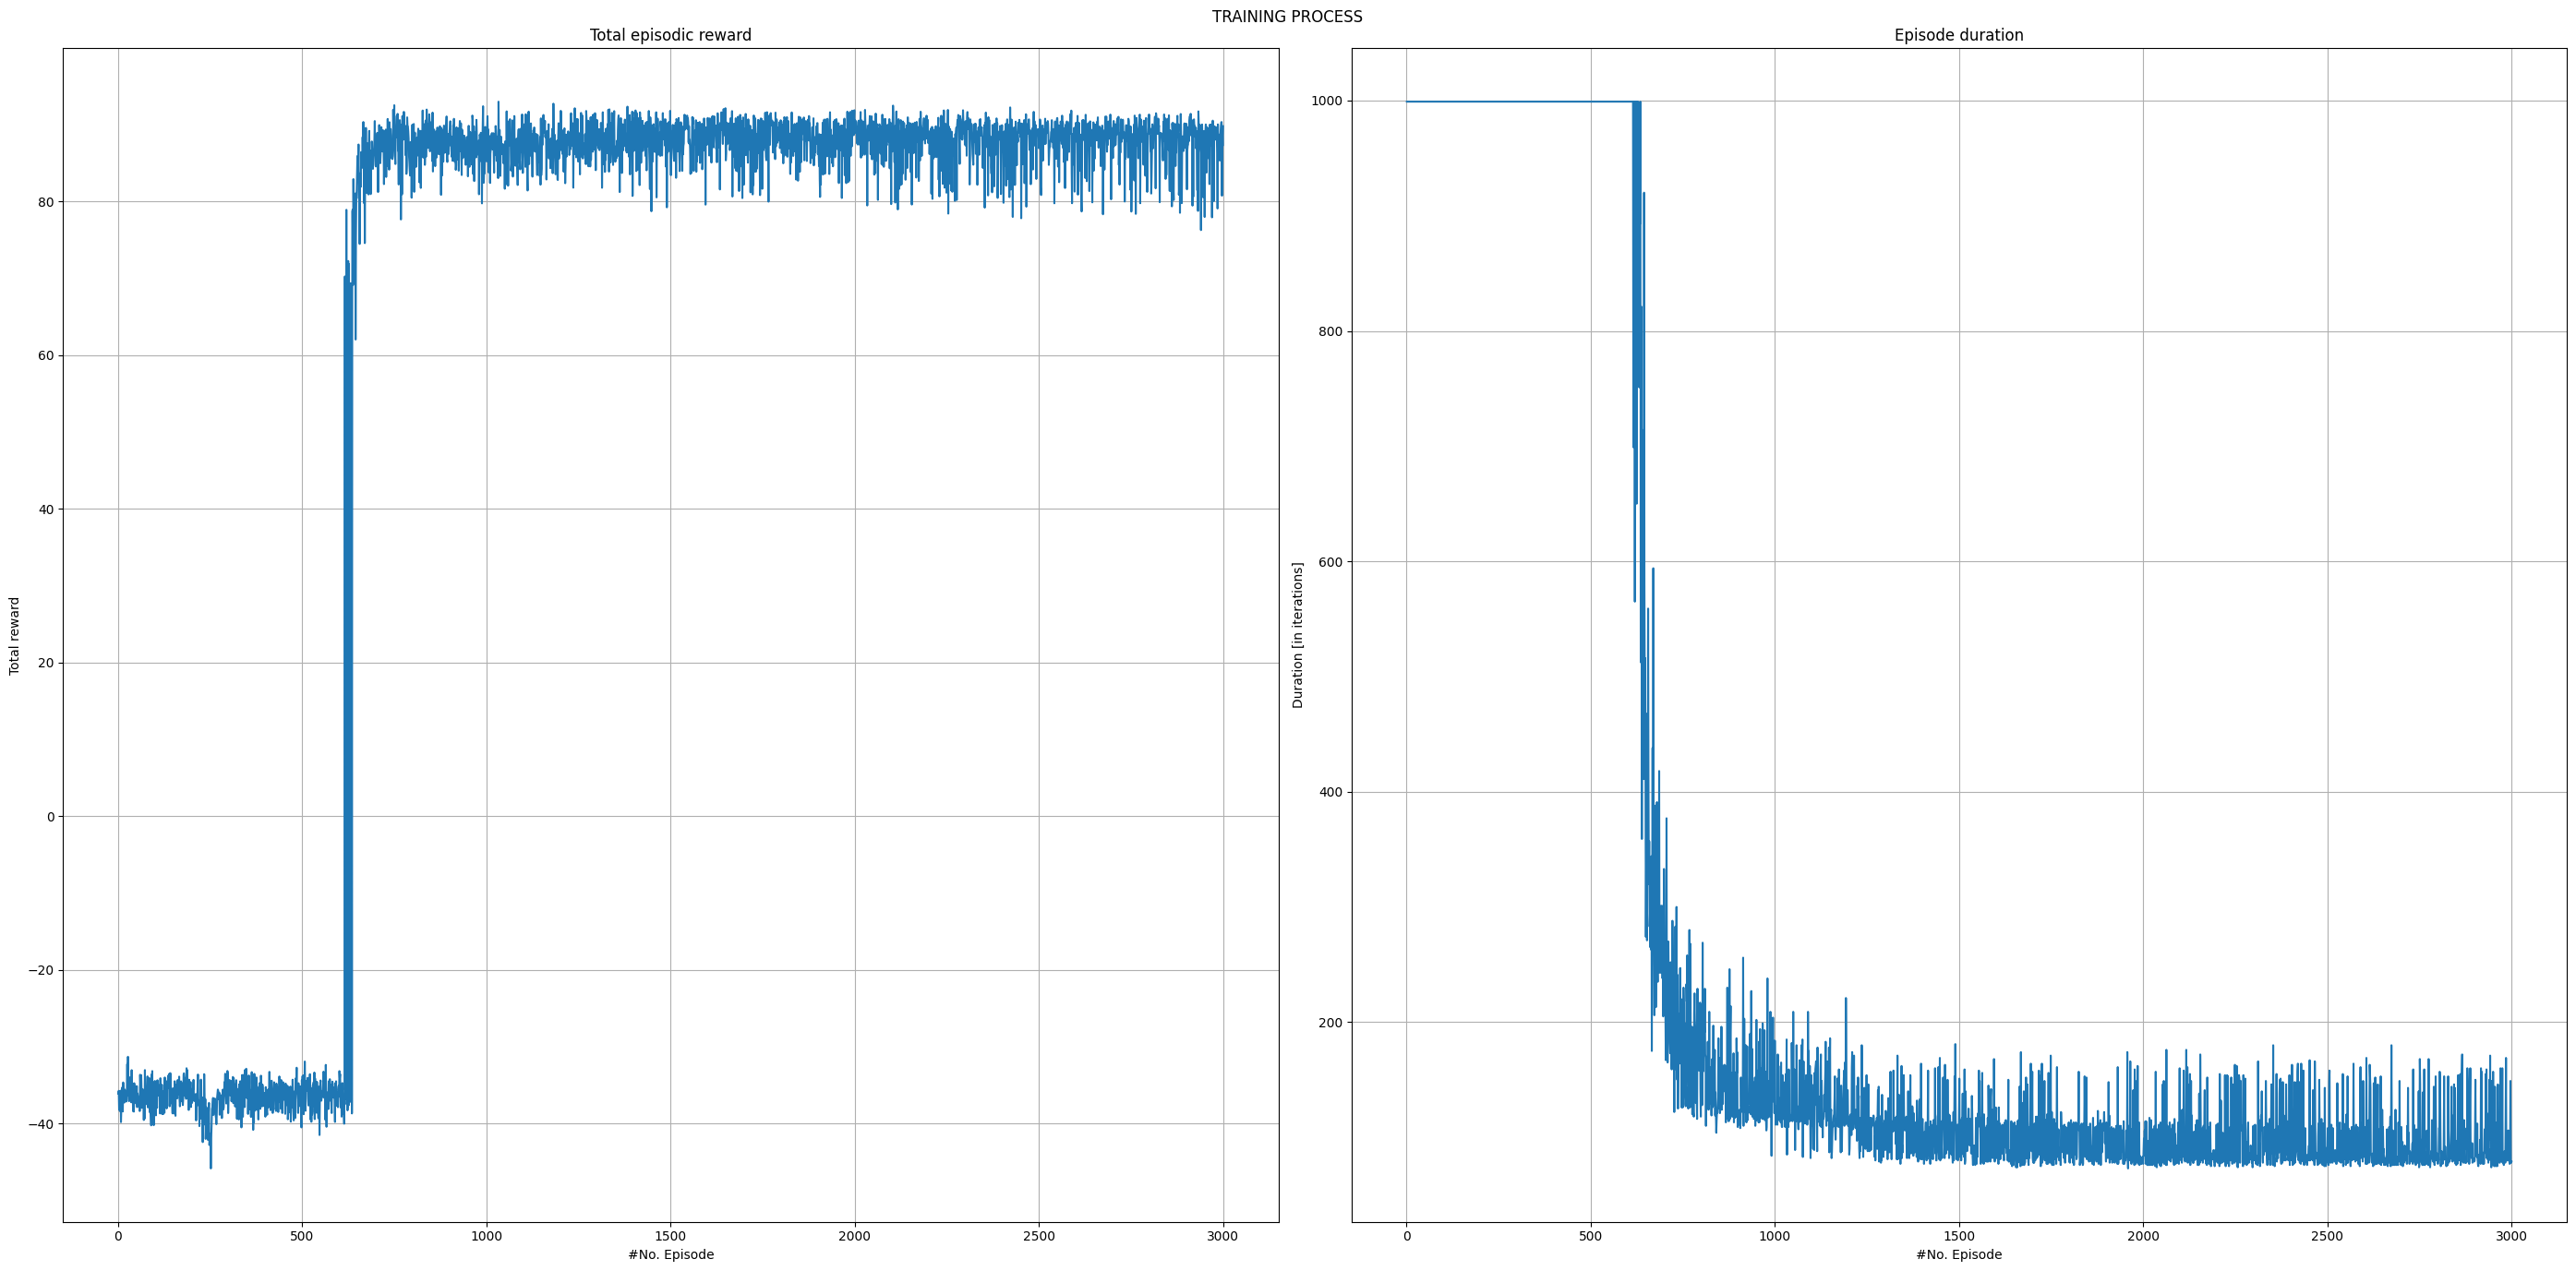 TRAINING PROCESS
Total episodic reward
Total reward
80
60
40
20
0
−20
−40
0 500 1000 1500 2000 2500 3000
#No. Episode
Episode duration
Duration [in iterations]
1000
800
600
400
200
0 500 1000 1500 2000 2500 3000
#No. Episode